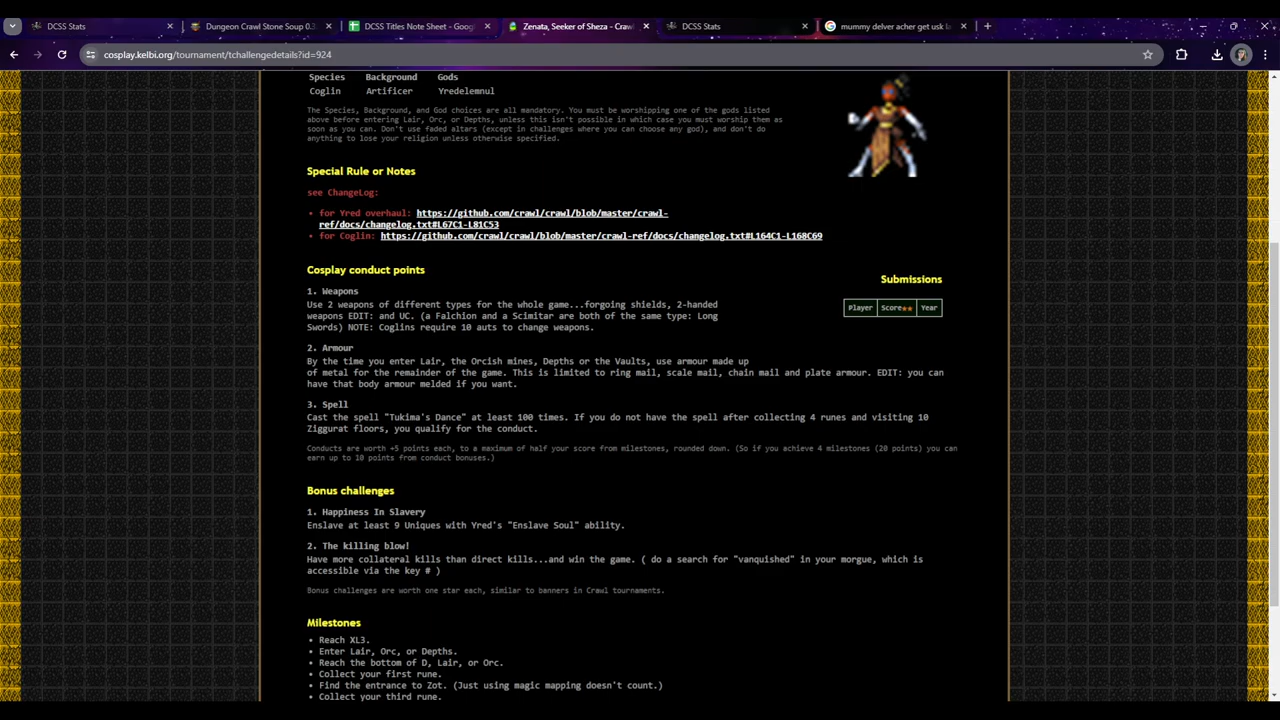 DCSS Stats
Dungeon Crawl Stone Soup 0.3
DCSS Titles Note Sheet - Goog
Zenata, Seeker of Sheza - Craw
DCSS Stats
mummy delver acher get usk la
cosplay.kelbi.org/tournament/tchallengedetails?id=924
Species Background Gods
Coglin Artificer Yredelemnul
The Species, Background, and God choices are all mandatory. You must be worshipping one of the gods listed
above before entering Lair, Orc, or Depths, unless this isn't possible in which case you must worship them as
soon as you can. Don't use faded altars (except in challenges where you can choose any god), and don't do
anything to lose your religion unless otherwise specified.
Special Rule or Notes
see ChangeLog:
• for Yred overhaul: https://github.com/crawl/crawl/blob/master/crawl-
ref/docs/changelog.txt#L67C1-L81C53
• for Coglin: https://github.com/crawl/crawl/blob/master/crawl-ref/docs/changelog.txt#L164C1-L168C69
Cosplay conduct points
1. Weapons
Use 2 weapons of different types for the whole game...forgoing shields, 2-handed
weapons EDIT: and UC. (a Falchion and a Scimitar are both of the same type: Long
Swords) NOTE: Coglins require 10 auts to change weapons.
Submissions
Player Score★★ Year
2. Armour
By the time you enter Lair, the Orcish mines, Depths or the Vaults, use armour made up
of metal for the remainder of the game. This is limited to ring mail, scale mail, chain mail and plate armour. EDIT: you can
have that body armour melded if you want.
3. Spell
Cast the spell "Tukima's Dance" at least 100 times. If you do not have the spell after collecting 4 runes and visiting 10
Ziggurat floors, you qualify for the conduct.
Conducts are worth +5 points each, to a maximum of half your score from milestones, rounded down. (So if you achieve 4 milestones (20 points) you can
earn up to 10 points from conduct bonuses.)
Bonus challenges
1. Happiness In Slavery
Enslave at least 9 Uniques with Yred's "Enslave Soul" ability.
2. The killing blow!
Have more collateral kills than direct kills...and win the game. ( do a search for "vanquished" in your morgue, which is
accessible via the key # )
Bonus challenges are worth one star each, similar to banners in Crawl tournaments.
Milestones
• Reach XL3.
• Enter Lair, Orc, or Depths.
• Reach the bottom of D, Lair, or Orc.
• Collect your first rune.
• Find the entrance to Zot. (Just using magic mapping doesn't count.)
• Collect your third rune.